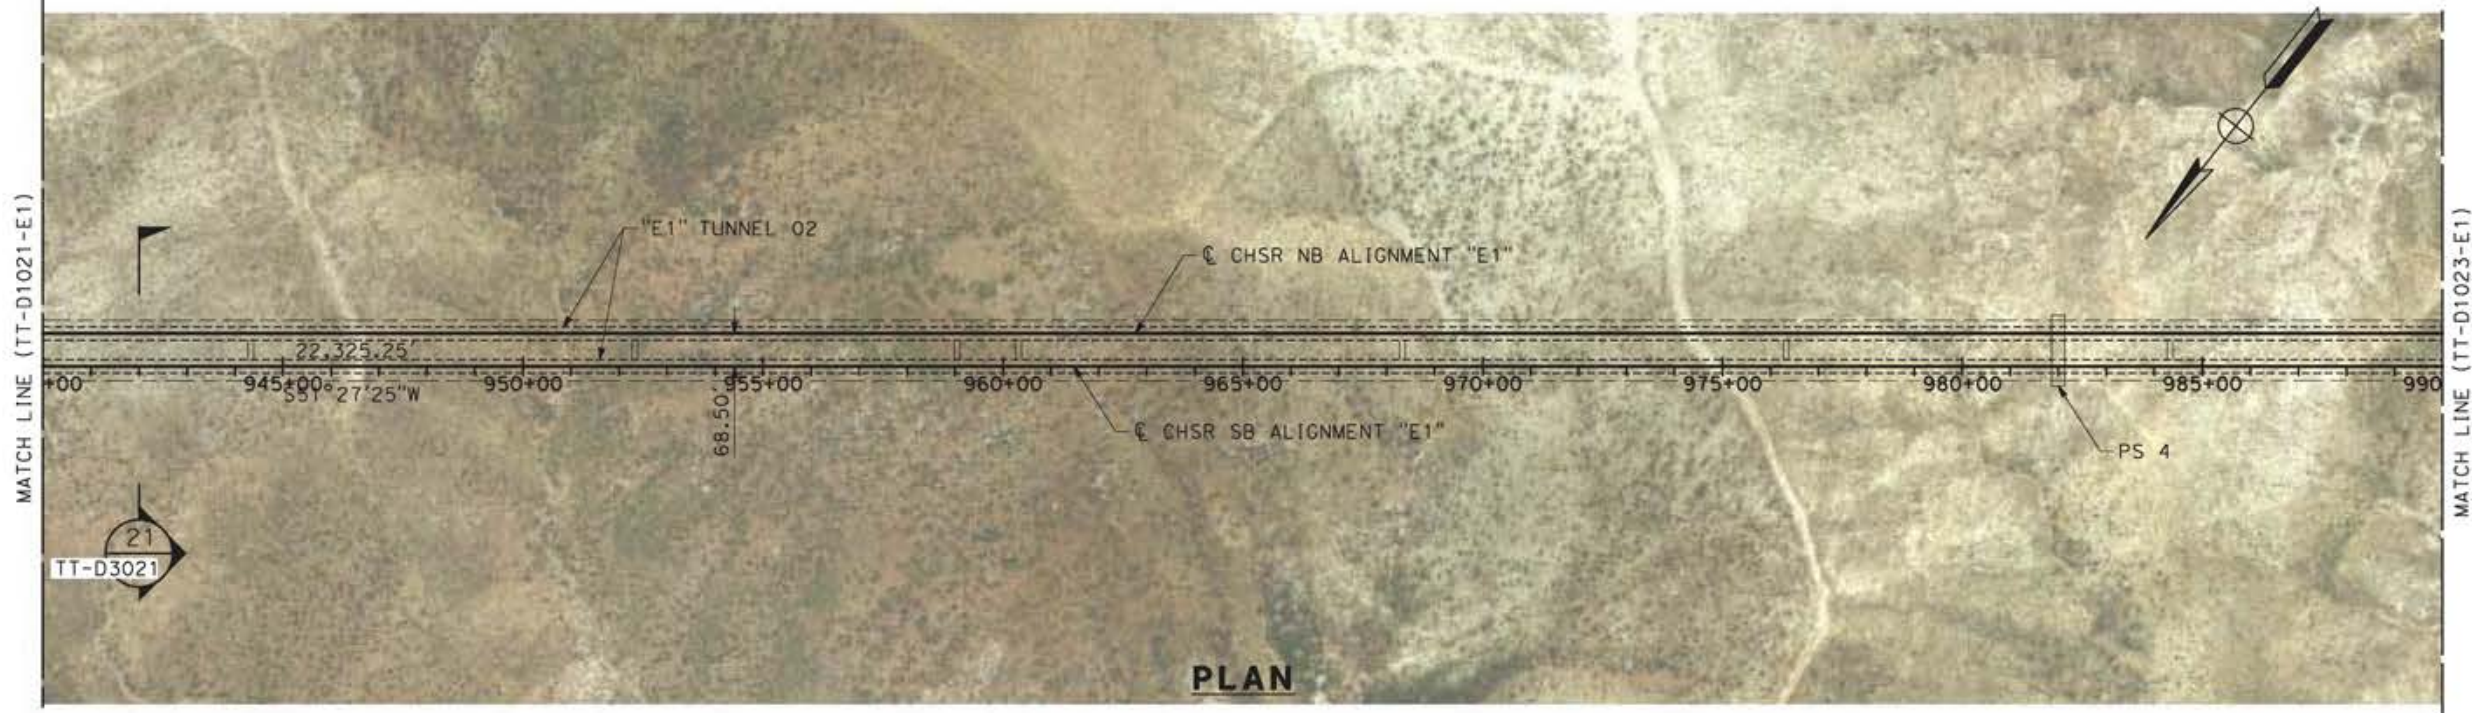 MATCH LINE (TT-D1021-E1)
"E1" TUNNEL 02
℄ CHSR NB ALIGNMENT "E1"
22,325.25'
+00 945+00 950+00 955+00 960+00 965+00 970+00 975+00 980+00 985+00 990
S51°27'25"W
68.50
℄ CHSR SB ALIGNMENT "E1"
PS 4
21
TT-D3021
PLAN
MATCH LINE (TT-D1023-E1)